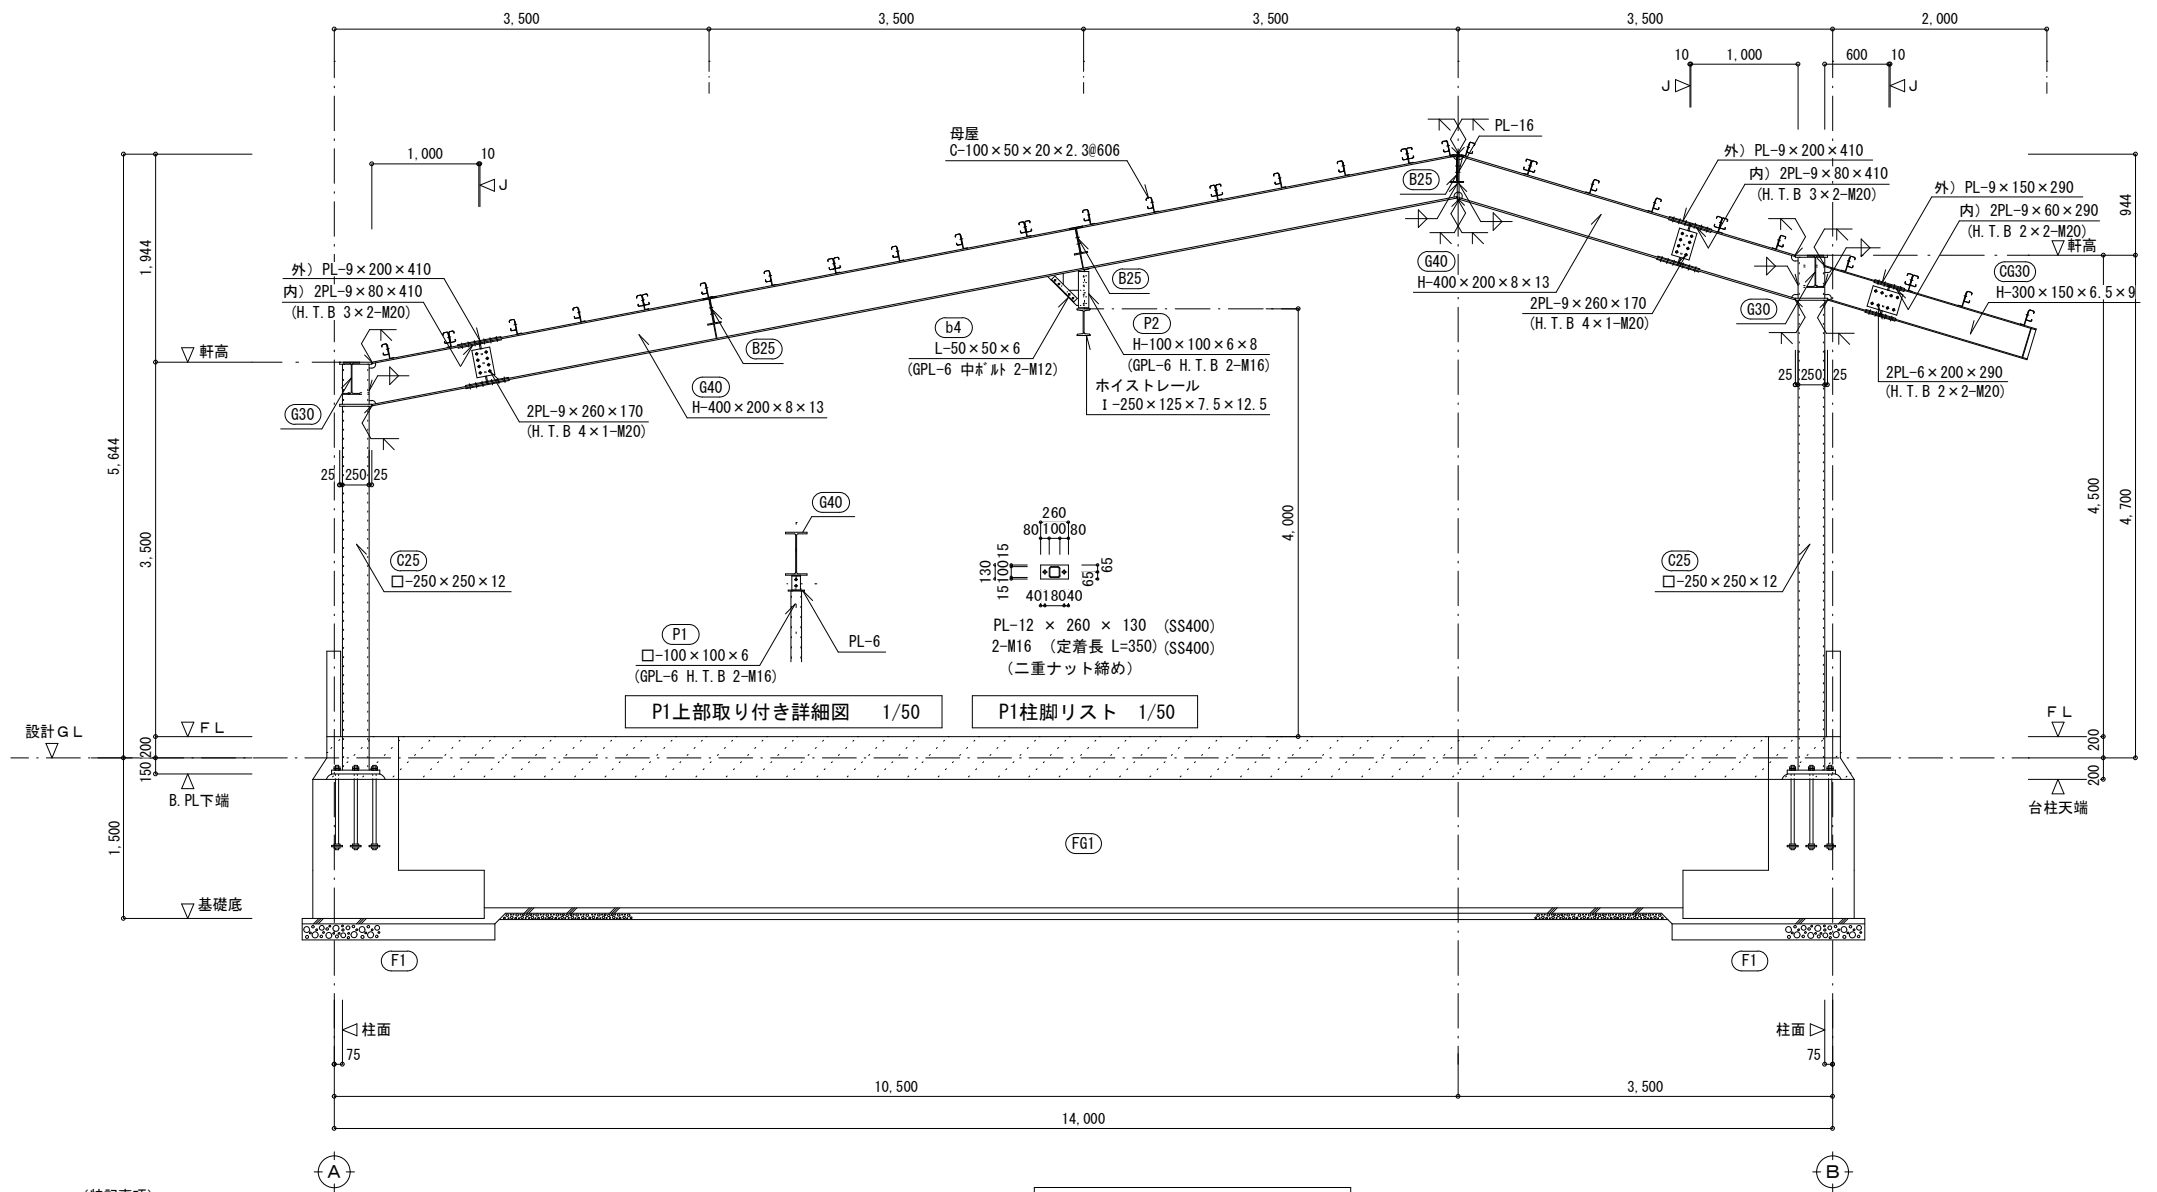 3,500
3,500
3,500
3,500
2,000
10
1,000
600
10
J
J
1,000
10
J
母屋
C-100×50×20×2.3@606
PL-16
外) PL-9×200×410
内) 2PL-9×80×410
(H.T.B 3×2-M20)
外) PL-9×150×290
内) 2PL-9×60×290
(H.T.B 2×2-M20)
軒高
944
1,944
外) PL-9×200×410
内) 2PL-9×80×410
(H.T.B 3×2-M20)
B25
B25
G40
H-400×200×8×13
CG30
H-300×150×6.5×9
G30
2PL-9×260×170
(H.T.B 4×1-M20)
軒高
B25
b4
L-50×50×6
(GPL-6 中ボルト 2-M12)
P2
H-100×100×6×8
(GPL-6 H.T.B 2-M16)
ホイストレール
I-250×125×7.5×12.5
G40
H-400×200×8×13
25
250
25
2PL-6×200×290
(H.T.B 2×2-M20)
G30
2PL-9×260×170
(H.T.B 4×1-M20)
5,644
25
250
25
3,500
4,000
4,500
4,700
G40
C25
□-250×250×12
C25
□-250×250×12
260
80
100
80
15
100
15
130
65
65
40
180
40
PL-12 × 260 × 130 (SS400)
2-M16 (定着長 L=350) (SS400)
(二重ナット締め)
P1
□-100×100×6
(GPL-6 H.T.B 2-M16)
PL-6
P1上部取り付き詳細図 1/50
P1柱脚リスト 1/50
設計GL
FL
FL
200
150
200
200
B.PL下端
台柱天端
1,500
FG1
基礎底
F1
F1
柱面
75
柱面
75
10,500
3,500
14,000
A
B